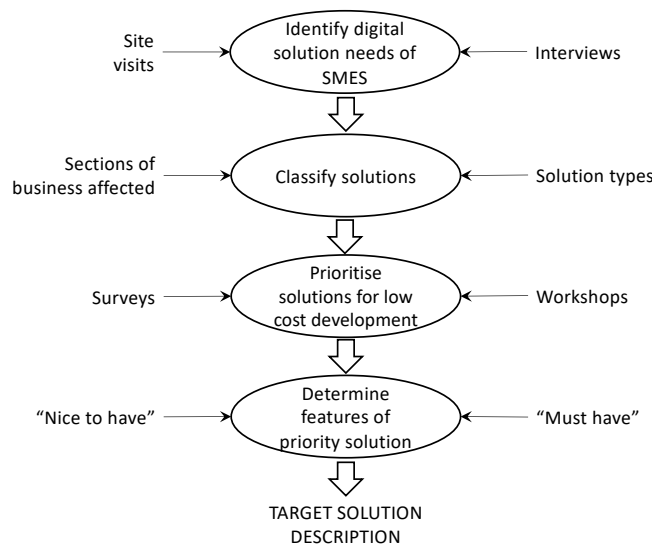 Identify digital
solution needs of
SMES
Site
visits
Interviews
Sections of
business affected
Classify solutions
Solution types
Prioritise
solutions for low
cost development
Surveys
Workshops
Determine
features of
priority solution
“Nice to have”
“Must have”
TARGET SOLUTION
DESCRIPTION